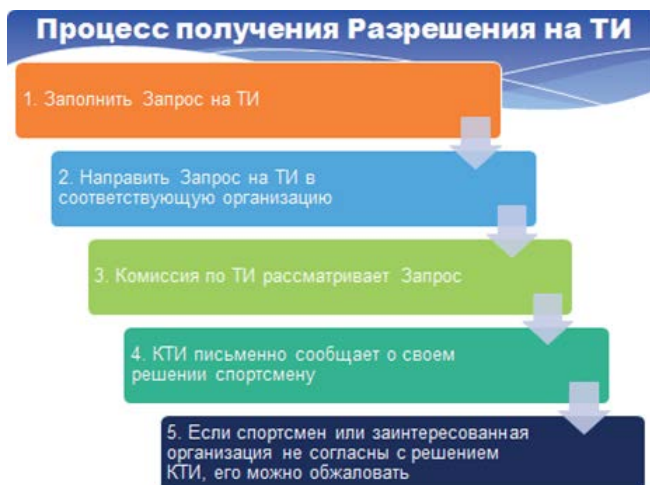 Процесс получения Разрешения на ТИ
1. Заполнить Запрос на ТИ
2. Направить Запрос на ТИ в
соответствующую организацию
3. Комиссия по ТИ рассматривает Запрос
4. КТИ письменно сообщает о своем
решении спортсмену
5. Если спортсмен или заинтересованная
организация не согласны с решением
КТИ, его можно обжаловать